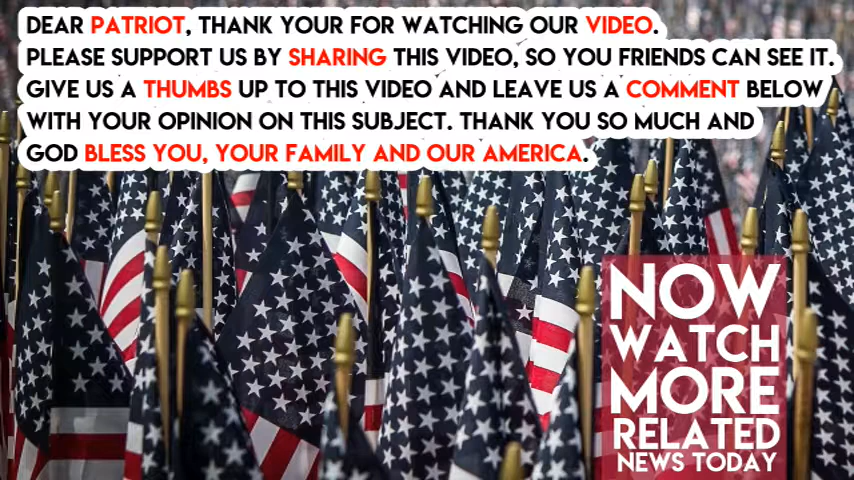 DEAR PATRIOT, THANK YOUR FOR WATCHING OUR VIDEO.
PLEASE SUPPORT US BY SHARING THIS VIDEO, SO YOU FRIENDS CAN SEE IT.
GIVE US A THUMBS UP TO THIS VIDEO AND LEAVE US A COMMENT BELOW
WITH YOUR OPINION ON THIS SUBJECT. THANK YOU SO MUCH AND
GOD BLESS YOU, YOUR FAMILY AND OUR AMERICA.
NOW
WATCH
MORE
RELATED
NEWS TODAY